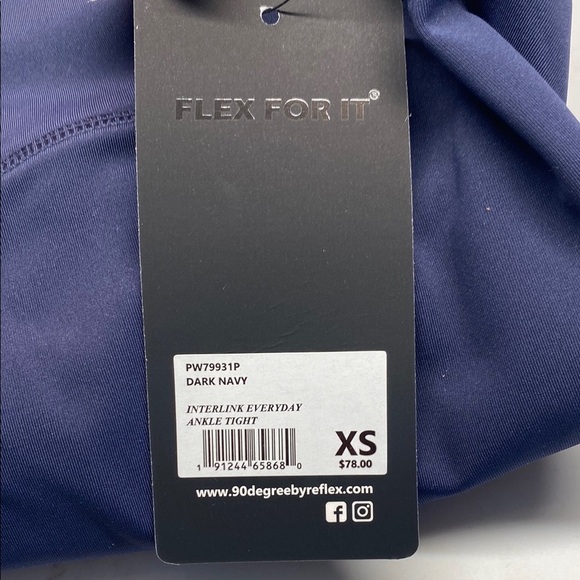 FLEX FOR IT®
PW79931P
DARK NAVY
INTERLINK EVERYDAY
ANKLE TIGHT
XS
$78.00
1 91244 65868 0
www.90degreebyreflex.com